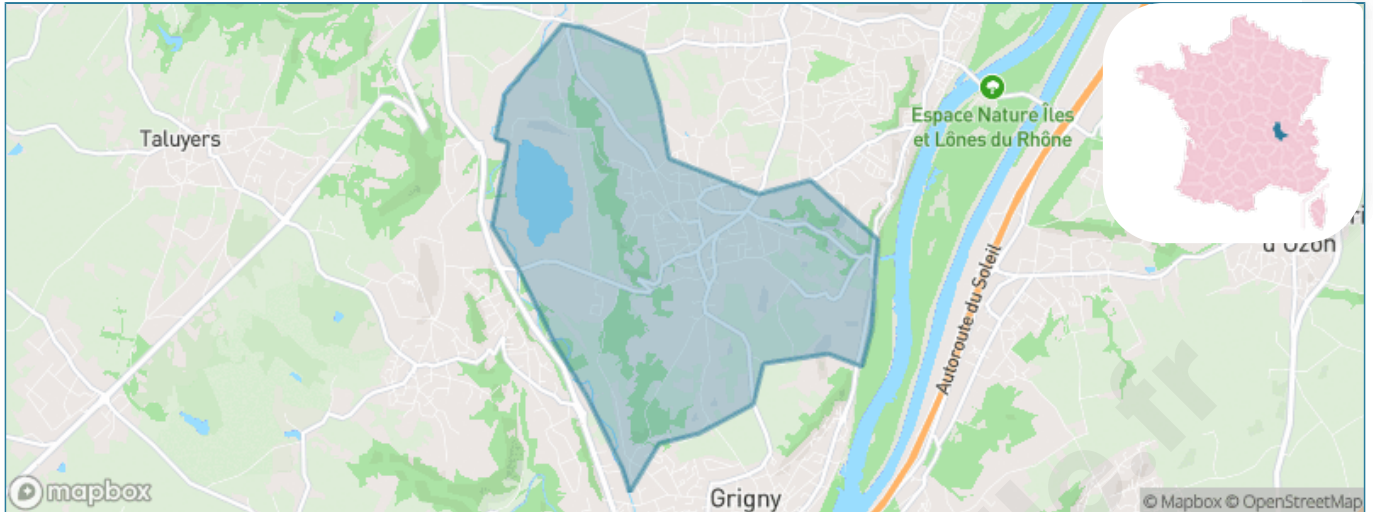 Taluyers
Espace Nature Îles
et Lônes du Rhône
d'Ozon
Autoroute du Soleil
Grigny
mapbox
© Mapbox © OpenStreetMap